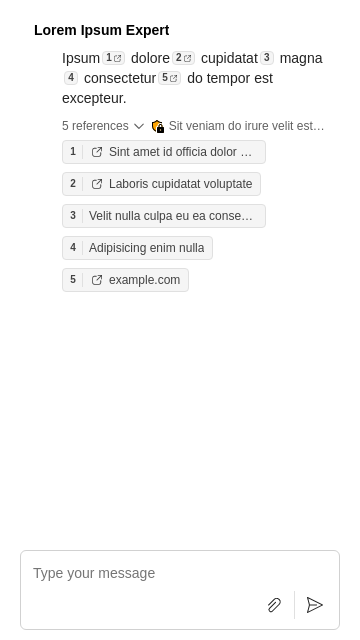 Lorem Ipsum Expert
Ipsum 1 dolore 2 cupidatat 3 magna
4 consectetur 5 do tempor est
excepteur.
5 references Sit veniam do irure velit est…
1 Sint amet id officia dolor …
2 Laboris cupidatat voluptate
3 Velit nulla culpa eu ea conse…
4 Adipisicing enim nulla
5 example.com
Type your message